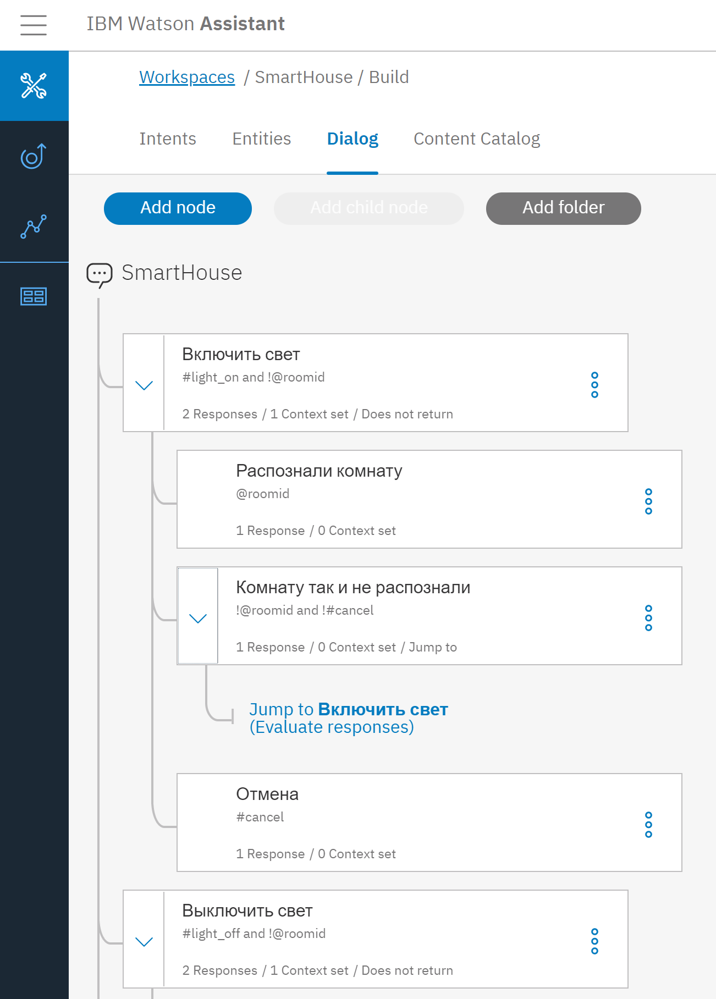 IBM Watson Assistant
Workspaces / SmartHouse / Build
Intents Entities Dialog Content Catalog
Add node Add child node Add folder
SmartHouse
Включить свет
#light_on and !@roomid
2 Responses / 1 Context set / Does not return
Распознали комнату
@roomid
1 Response / 0 Context set
Комнату так и не распознали
!@roomid and !#cancel
1 Response / 0 Context set / Jump to
Jump to Включить свет
(Evaluate responses)
Отмена
#cancel
1 Response / 0 Context set
Выключить свет
#light_off and !@roomid
2 Responses / 1 Context set / Does not return